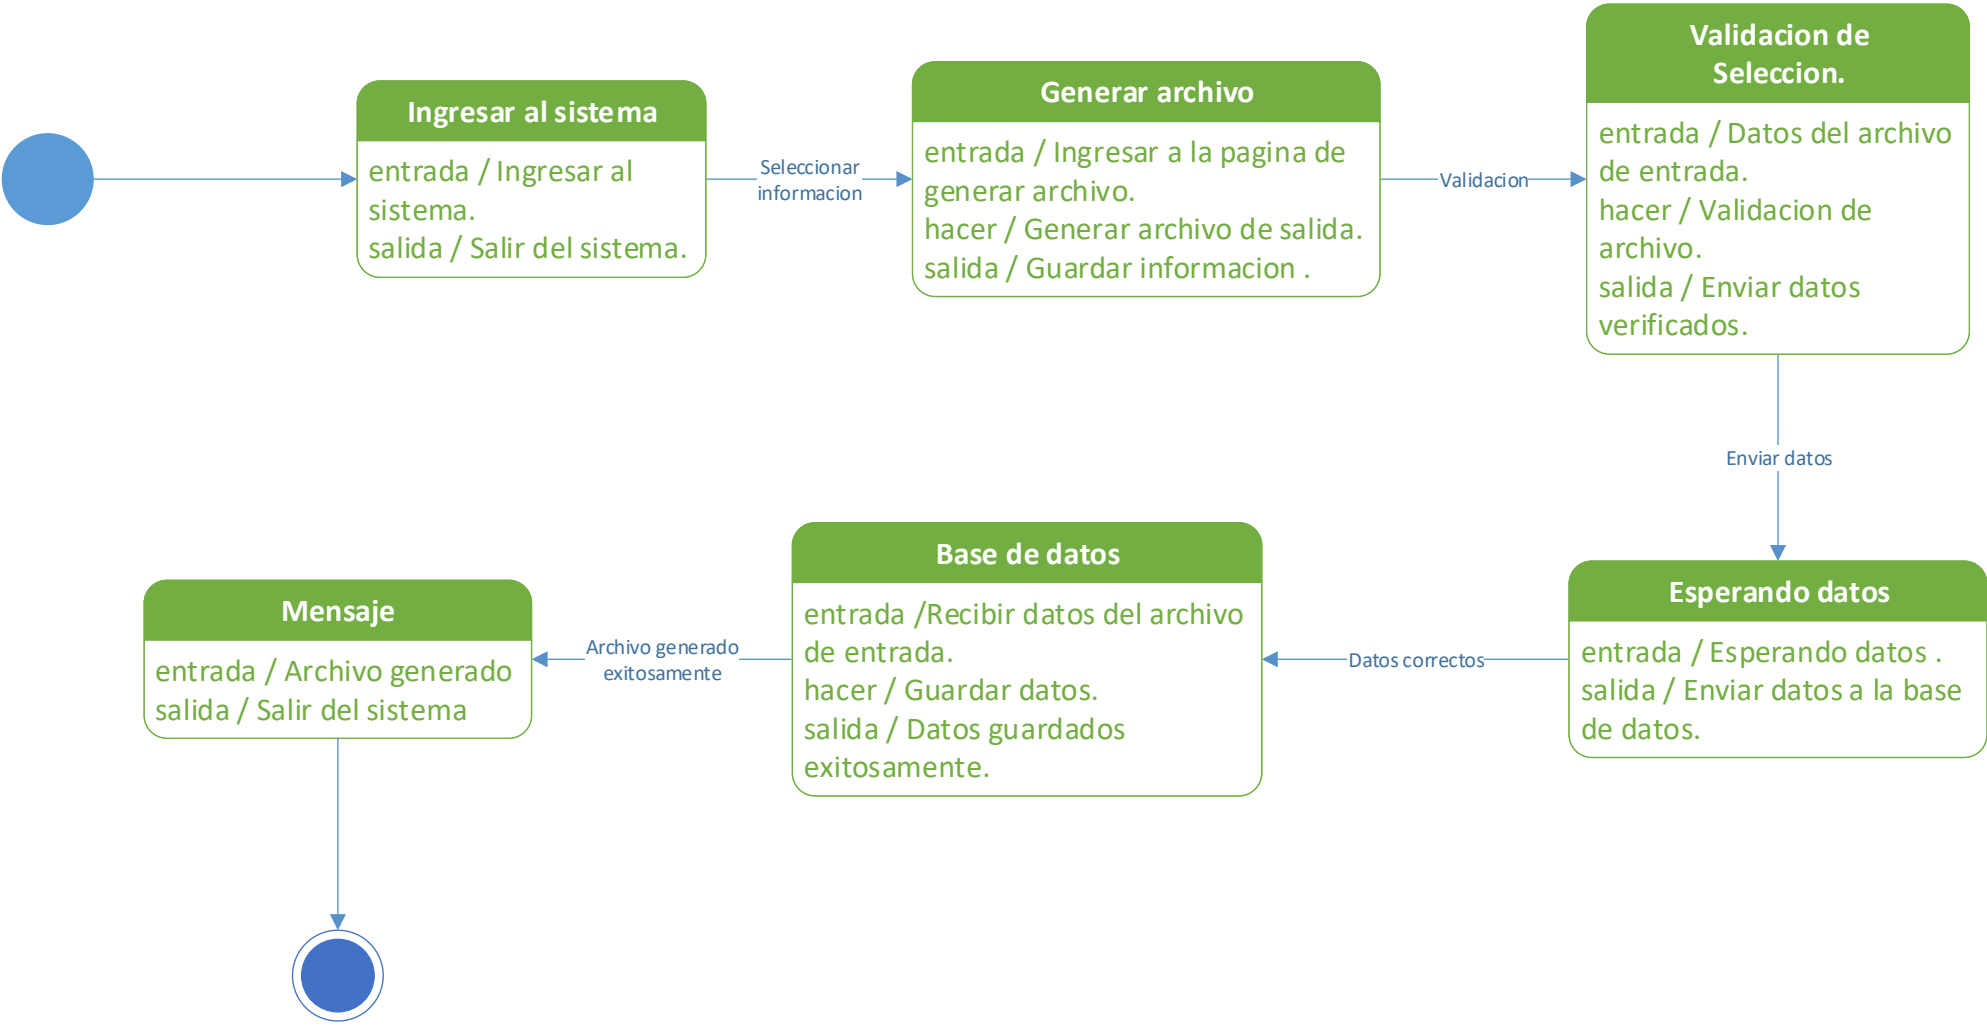 Ingresar al sistema
entrada / Ingresar al
sistema.
salida / Salir del sistema.
Seleccionar
informacion
Generar archivo
entrada / Ingresar a la pagina de
generar archivo.
hacer / Generar archivo de salida.
salida / Guardar informacion .
Validacion
Validacion de
Seleccion.
entrada / Datos del archivo
de entrada.
hacer / Validacion de
archivo.
salida / Enviar datos
verificados.
Enviar datos
Esperando datos
entrada / Esperando datos .
salida / Enviar datos a la base
de datos.
Datos correctos
Base de datos
entrada /Recibir datos del archivo
de entrada.
hacer / Guardar datos.
salida / Datos guardados
exitosamente.
Archivo generado
exitosamente
Mensaje
entrada / Archivo generado
salida / Salir del sistema